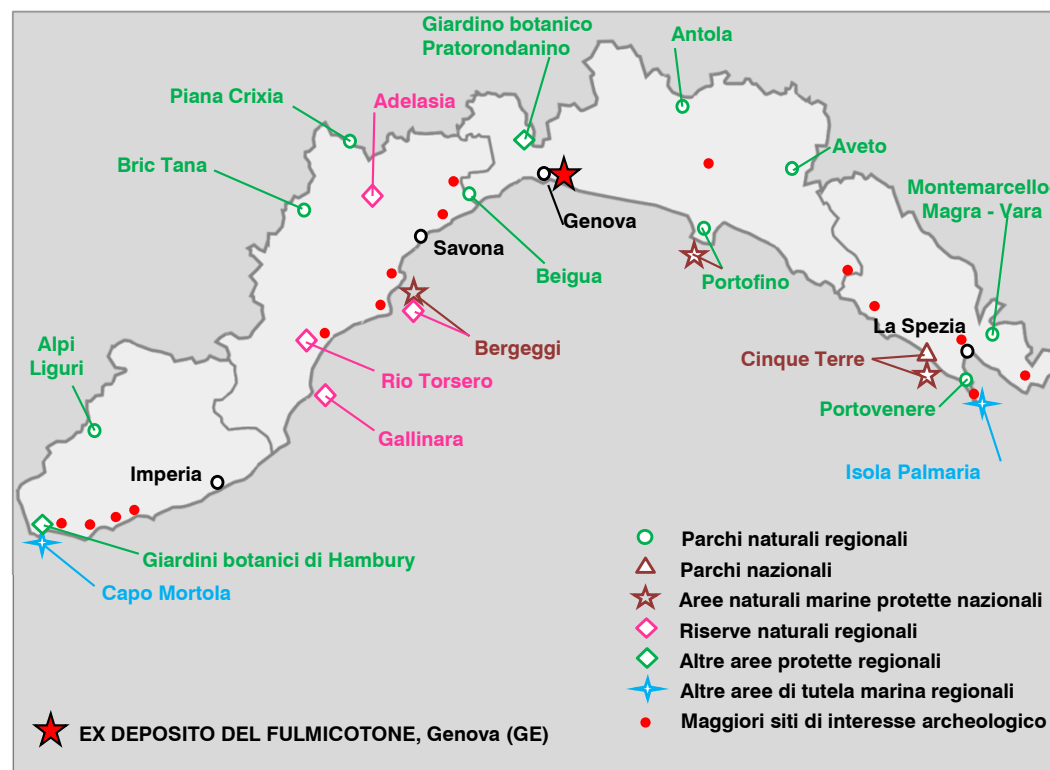 Giardino botanico
Pratorondanino
Antola
Piana Crixia
Adelasia
Bric Tana
Aveto
Montemarcello
Magra - Vara
Genova
Savona
Beigua
Portofino
La Spezia
Alpi
Liguri
Bergeggi
Cinque Terre
Rio Torsero
Portovenere
Gallinara
Imperia
Isola Palmaria
Giardini botanici di Hambury
Capo Mortola
Parchi naturali regionali
Parchi nazionali
Aree naturali marine protette nazionali
Riserve naturali regionali
Altre aree protette regionali
Altre aree di tutela marina regionali
Maggiori siti di interesse archeologico
EX DEPOSITO DEL FULMICOTONE, Genova (GE)